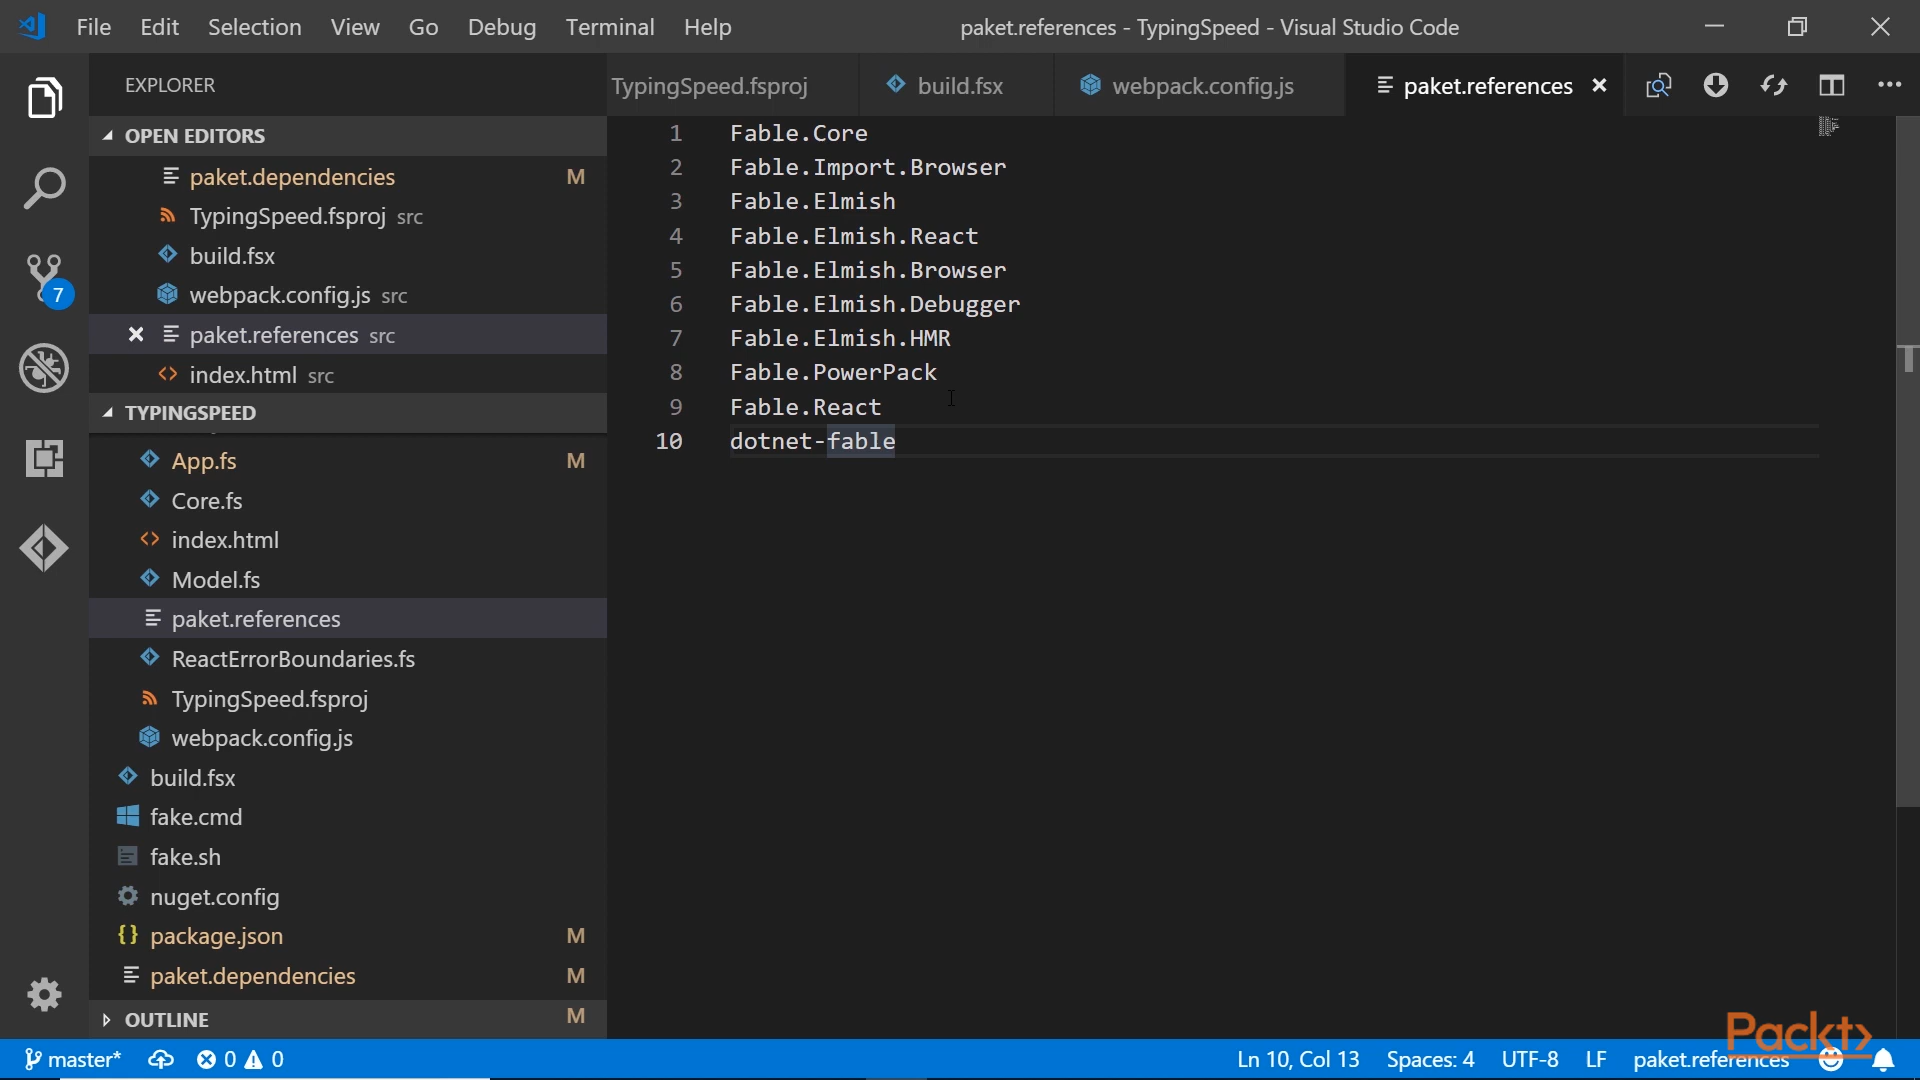 File Edit Selection View Go Debug Terminal Help paket.references - TypingSpeed - Visual Studio Code
EXPLORER
TypingSpeed.fsproj build.fsx webpack.config.js paket.references
OPEN EDITORS
paket.dependencies M
TypingSpeed.fsproj src
build.fsx
webpack.config.js src
paket.references src
index.html src
TYPINGSPEED
App.fs M
Core.fs
index.html
Model.fs
paket.references
ReactErrorBoundaries.fs
TypingSpeed.fsproj
webpack.config.js
build.fsx
fake.cmd
fake.sh
nuget.config
package.json M
paket.dependencies M
OUTLINE M
7
1 Fable.Core
2 Fable.Import.Browser
3 Fable.Elmish
4 Fable.Elmish.React
5 Fable.Elmish.Browser
6 Fable.Elmish.Debugger
7 Fable.Elmish.HMR
8 Fable.PowerPack
9 Fable.React
10 dotnet-fable
Packt>
master* 0 0 Ln 10, Col 13 Spaces: 4 UTF-8 LF paket.references